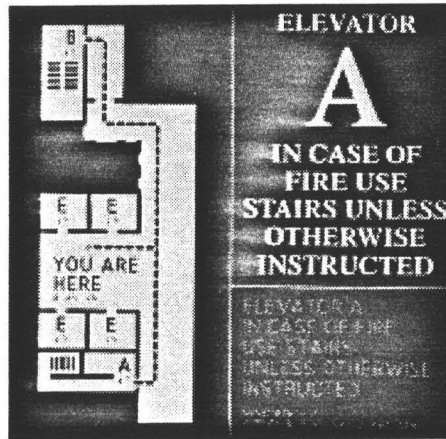 B
E E
YOU ARE
HERE
E E
A
ELEVATOR
A
IN CASE OF
FIRE USE
STAIRS UNLESS
OTHERWISE
INSTRUCTED
ELEVATOR A
IN CASE OF FIRE
USE STAIRS
UNLESS OTHERWISE
INSTRUCTED